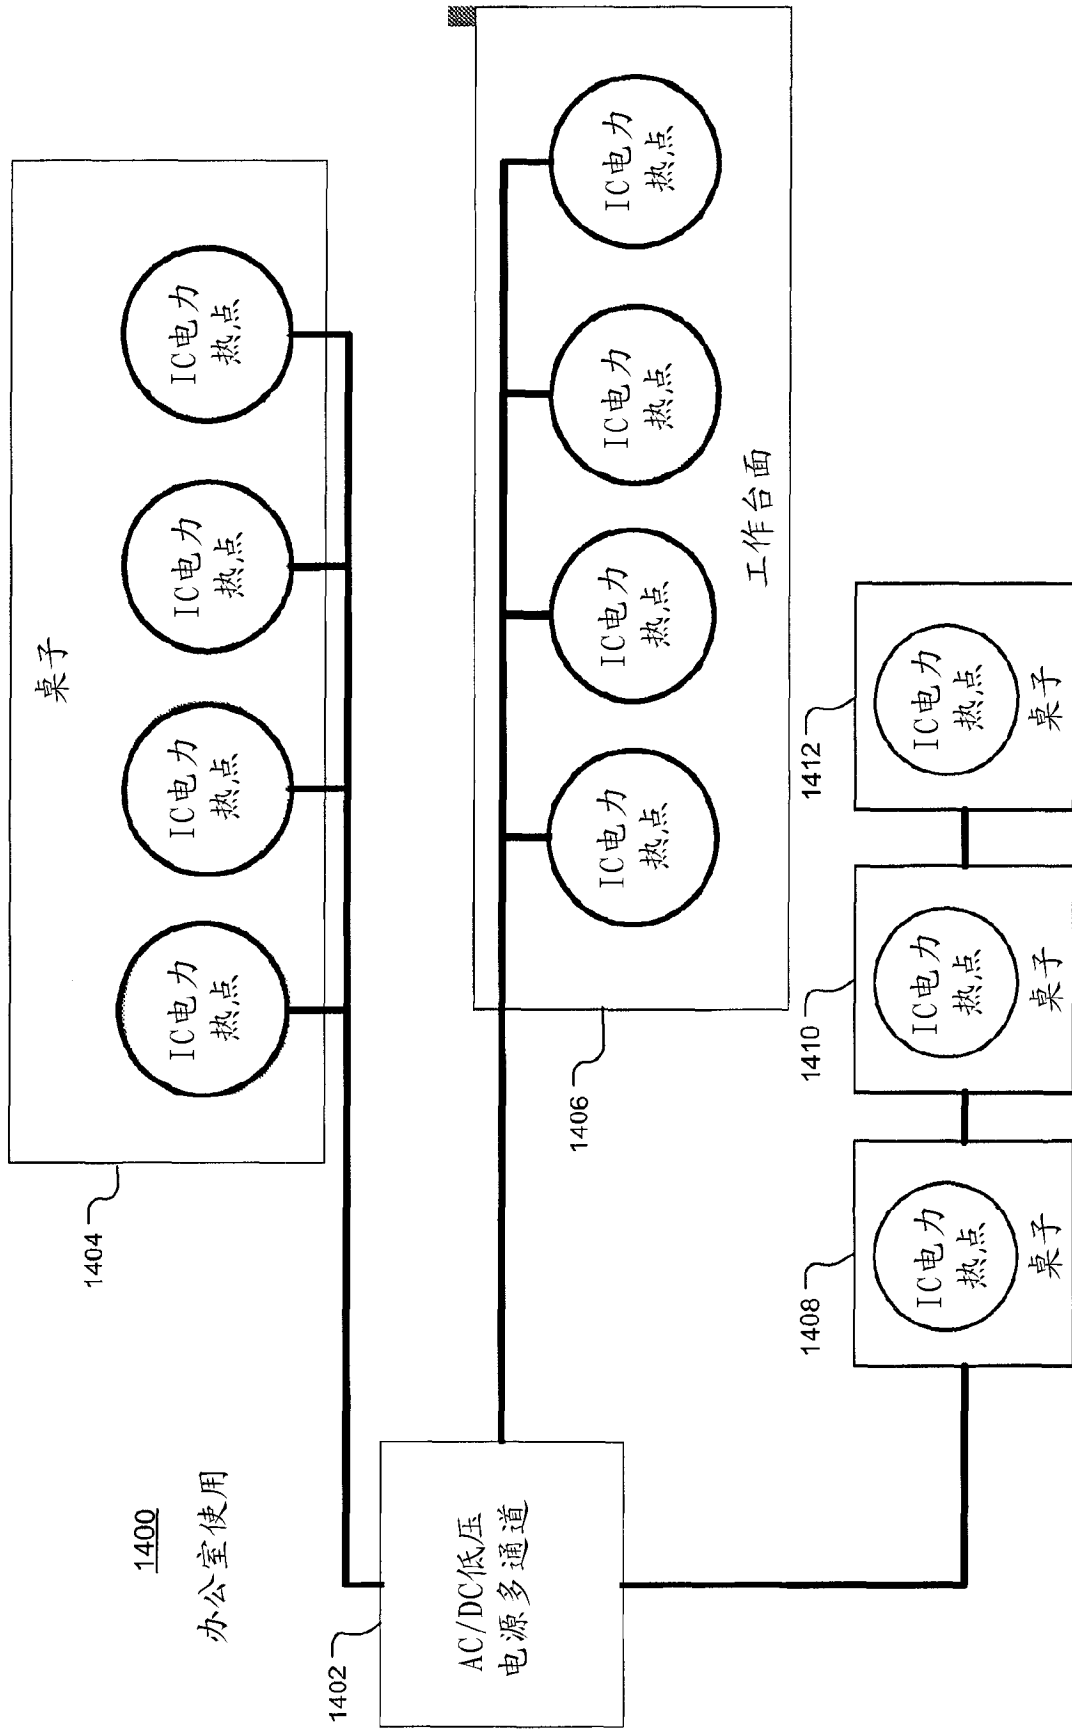 1400
办公室使用
1402
AC/DC低压
电源多通道
1404
桌子
IC电力
热点
IC电力
热点
IC电力
热点
IC电力
热点
1406
IC电力
热点
IC电力
热点
IC电力
热点
IC电力
热点
工作台面
1408
IC电力
热点
桌子
1410
IC电力
热点
桌子
1412
IC电力
热点
桌子